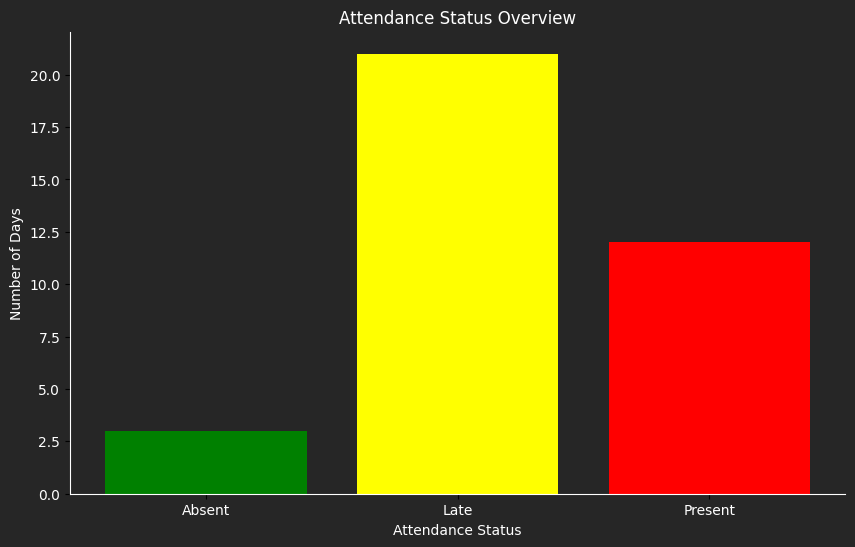 Attendance Status Overview
Number of Days
20.0
17.5
15.0
12.5
10.0
7.5
5.0
2.5
0.0
Absent Late Present
Attendance Status